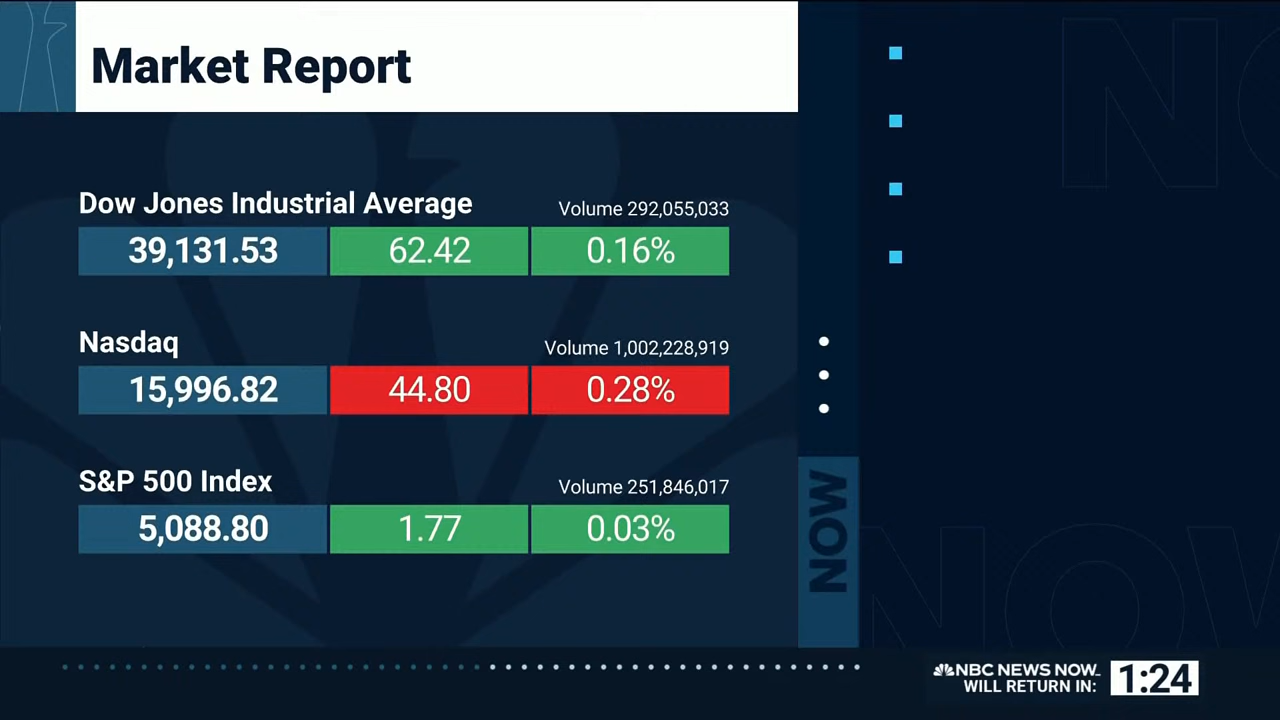 Market Report
Dow Jones Industrial Average
Volume 292,055,033
39,131.53
62.42
0.16%
Nasdaq
Volume 1,002,228,919
15,996.82
44.80
0.28%
S&P 500 Index
Volume 251,846,017
5,088.80
1.77
0.03%
NOW
NO
NOW
NBC NEWS NOW
WILL RETURN IN:
1:24